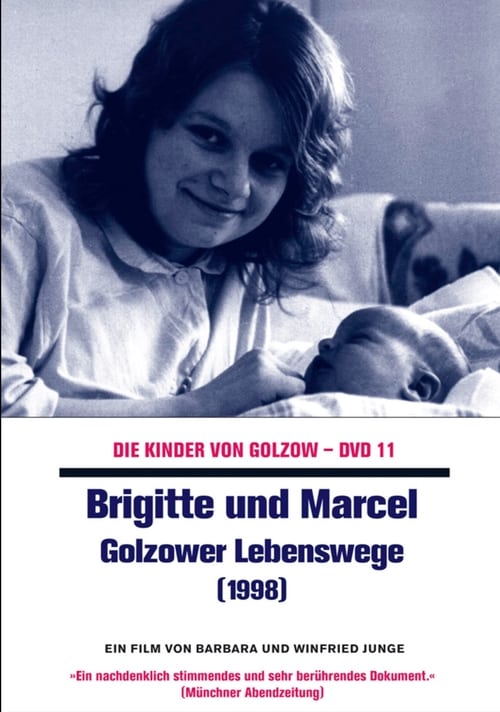 DIE KINDER VON GOLZOW – DVD 11
Brigitte und Marcel
Golzower Lebenswege
(1998)
EIN FILM VON BARBARA UND WINFRIED JUNGE
»Ein nachdenklich stimmendes und sehr berührendes Dokument.«
(Münchner Abendzeitung)